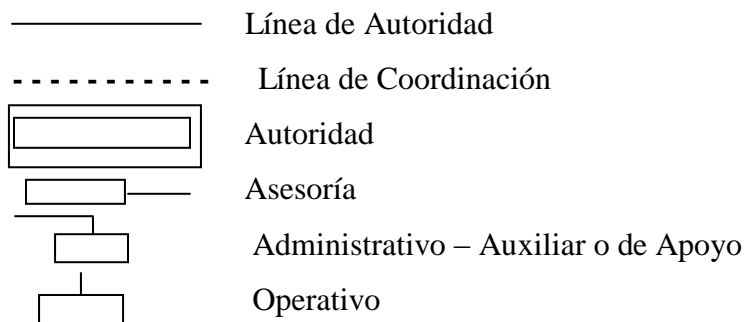 Línea de Autoridad
Línea de Coordinación
Autoridad
Asesoría
Administrativo – Auxiliar o de Apoyo
Operativo